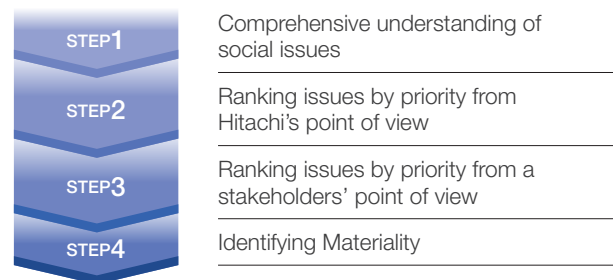 STEP1
Comprehensive understanding of
social issues
STEP2
Ranking issues by priority from
Hitachi's point of view
STEP3
Ranking issues by priority from a
stakeholders' point of view
STEP4
Identifying Materiality